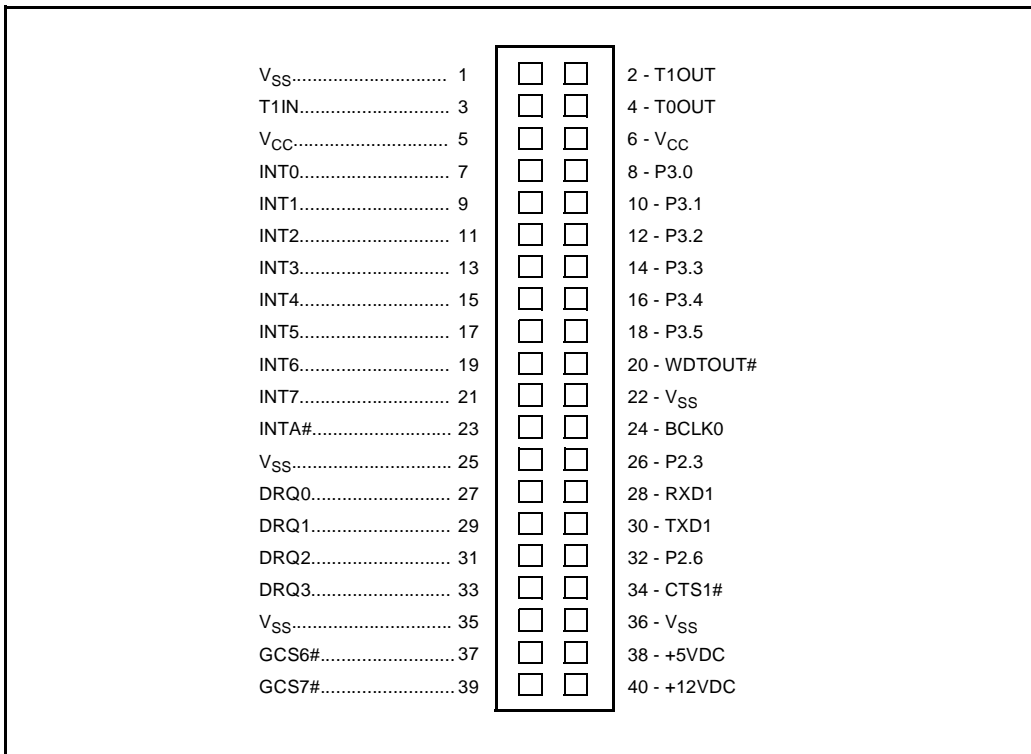 VSS............................... 1 2 - T1OUT
T1IN.............................. 3 4 - T0OUT
VCC............................... 5 6 - VCC
INT0.............................. 7 8 - P3.0
INT1.............................. 9 10 - P3.1
INT2.............................. 11 12 - P3.2
INT3.............................. 13 14 - P3.3
INT4.............................. 15 16 - P3.4
INT5.............................. 17 18 - P3.5
INT6.............................. 19 20 - WDTOUT#
INT7.............................. 21 22 - VSS
INTA#............................ 23 24 - BCLK0
VSS................................ 25 26 - P2.3
DRQ0............................ 27 28 - RXD1
DRQ1............................ 29 30 - TXD1
DRQ2............................ 31 32 - P2.6
DRQ3............................ 33 34 - CTS1#
VSS................................ 35 36 - VSS
GCS6#...........................37 38 - +5VDC
GCS7#...........................39 40 - +12VDC